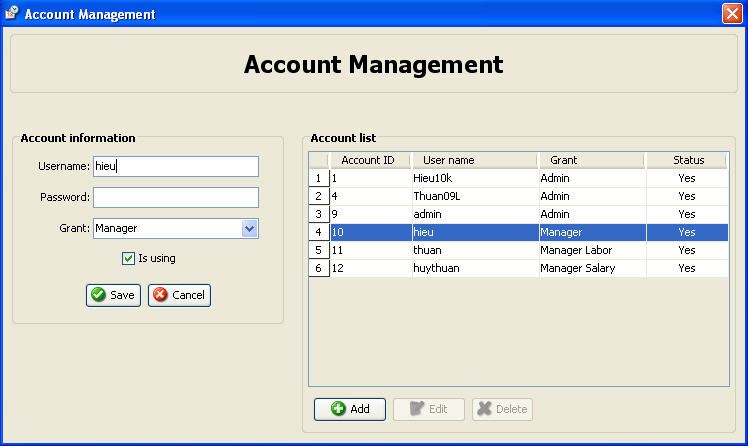 Account Management
Account Management
Account information
Username: hieu
Password:
Grant: Manager
Is using
Save Cancel
Account list
Account ID User name Grant Status
1 1 Hieu10k Admin Yes
2 4 Thuan09L Admin Yes
3 9 admin Admin Yes
4 10 hieu Manager Yes
5 11 thuan Manager Labor Yes
6 12 huythuan Manager Salary Yes
Add Edit Delete